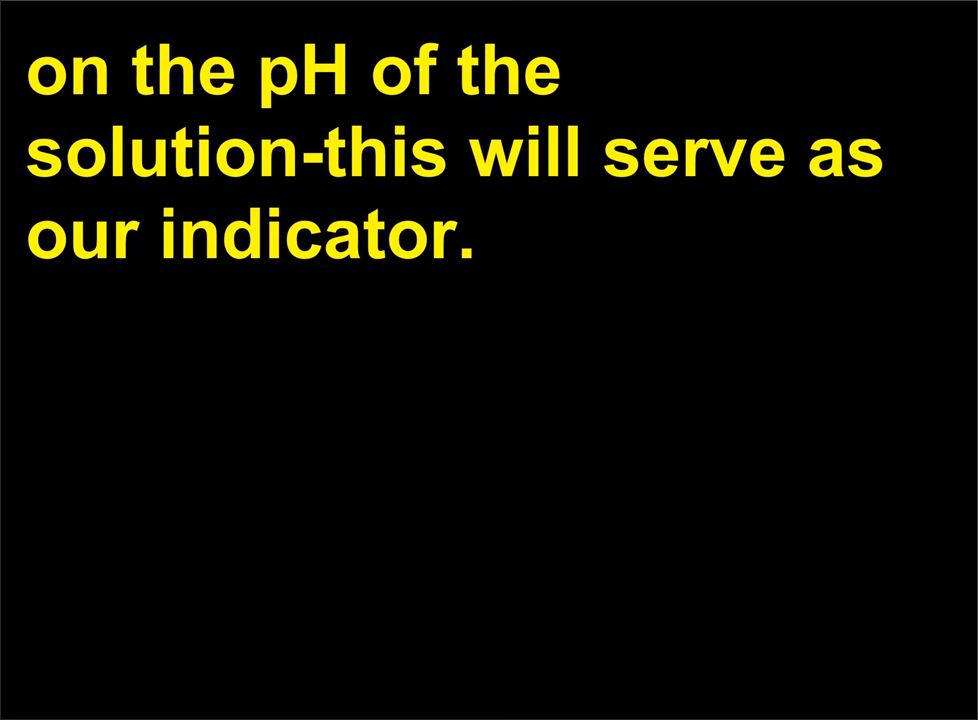 on the pH of the
solution-this will serve as
our indicator.